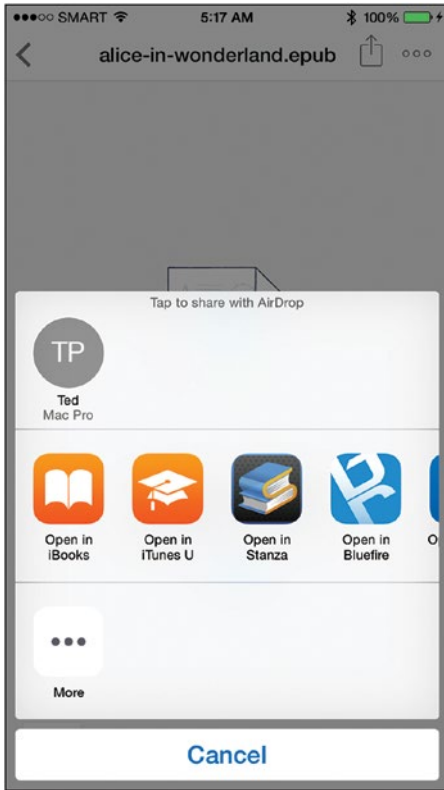 SMART 5:17 AM 100%
alice-in-wonderland.epub
Tap to share with AirDrop
TP
Ted
Mac Pro
Open in Open in Open in Open in O
iBooks iTunes U Stanza Bluefire
More
Cancel